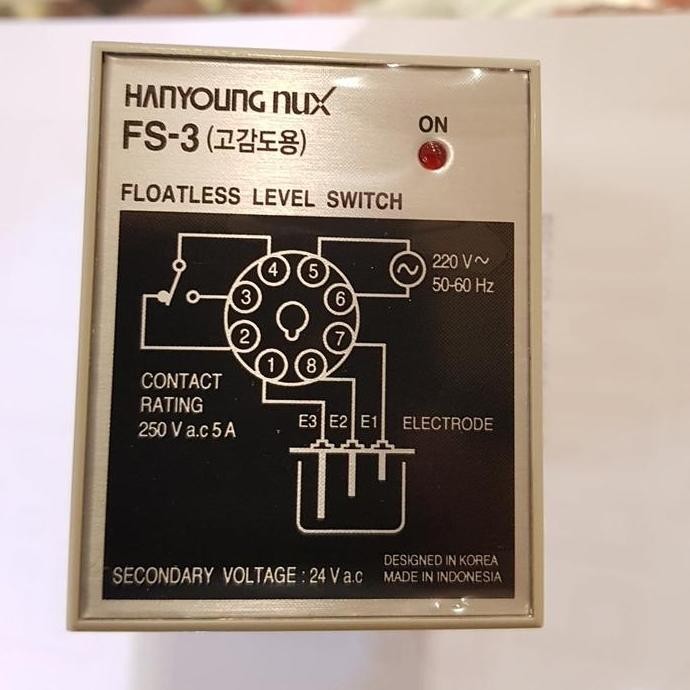 HANYOUNG nux
FS-3 (고감도용)
ON
FLOATLESS LEVEL SWITCH
4 5
220 V~
50-60 Hz
3 6
2 7
1 8
CONTACT
RATING
250 V a.c 5 A
E3 E2 E1 ELECTRODE
SECONDARY VOLTAGE : 24 V a.c
DESIGNED IN KOREA
MADE IN INDONESIA